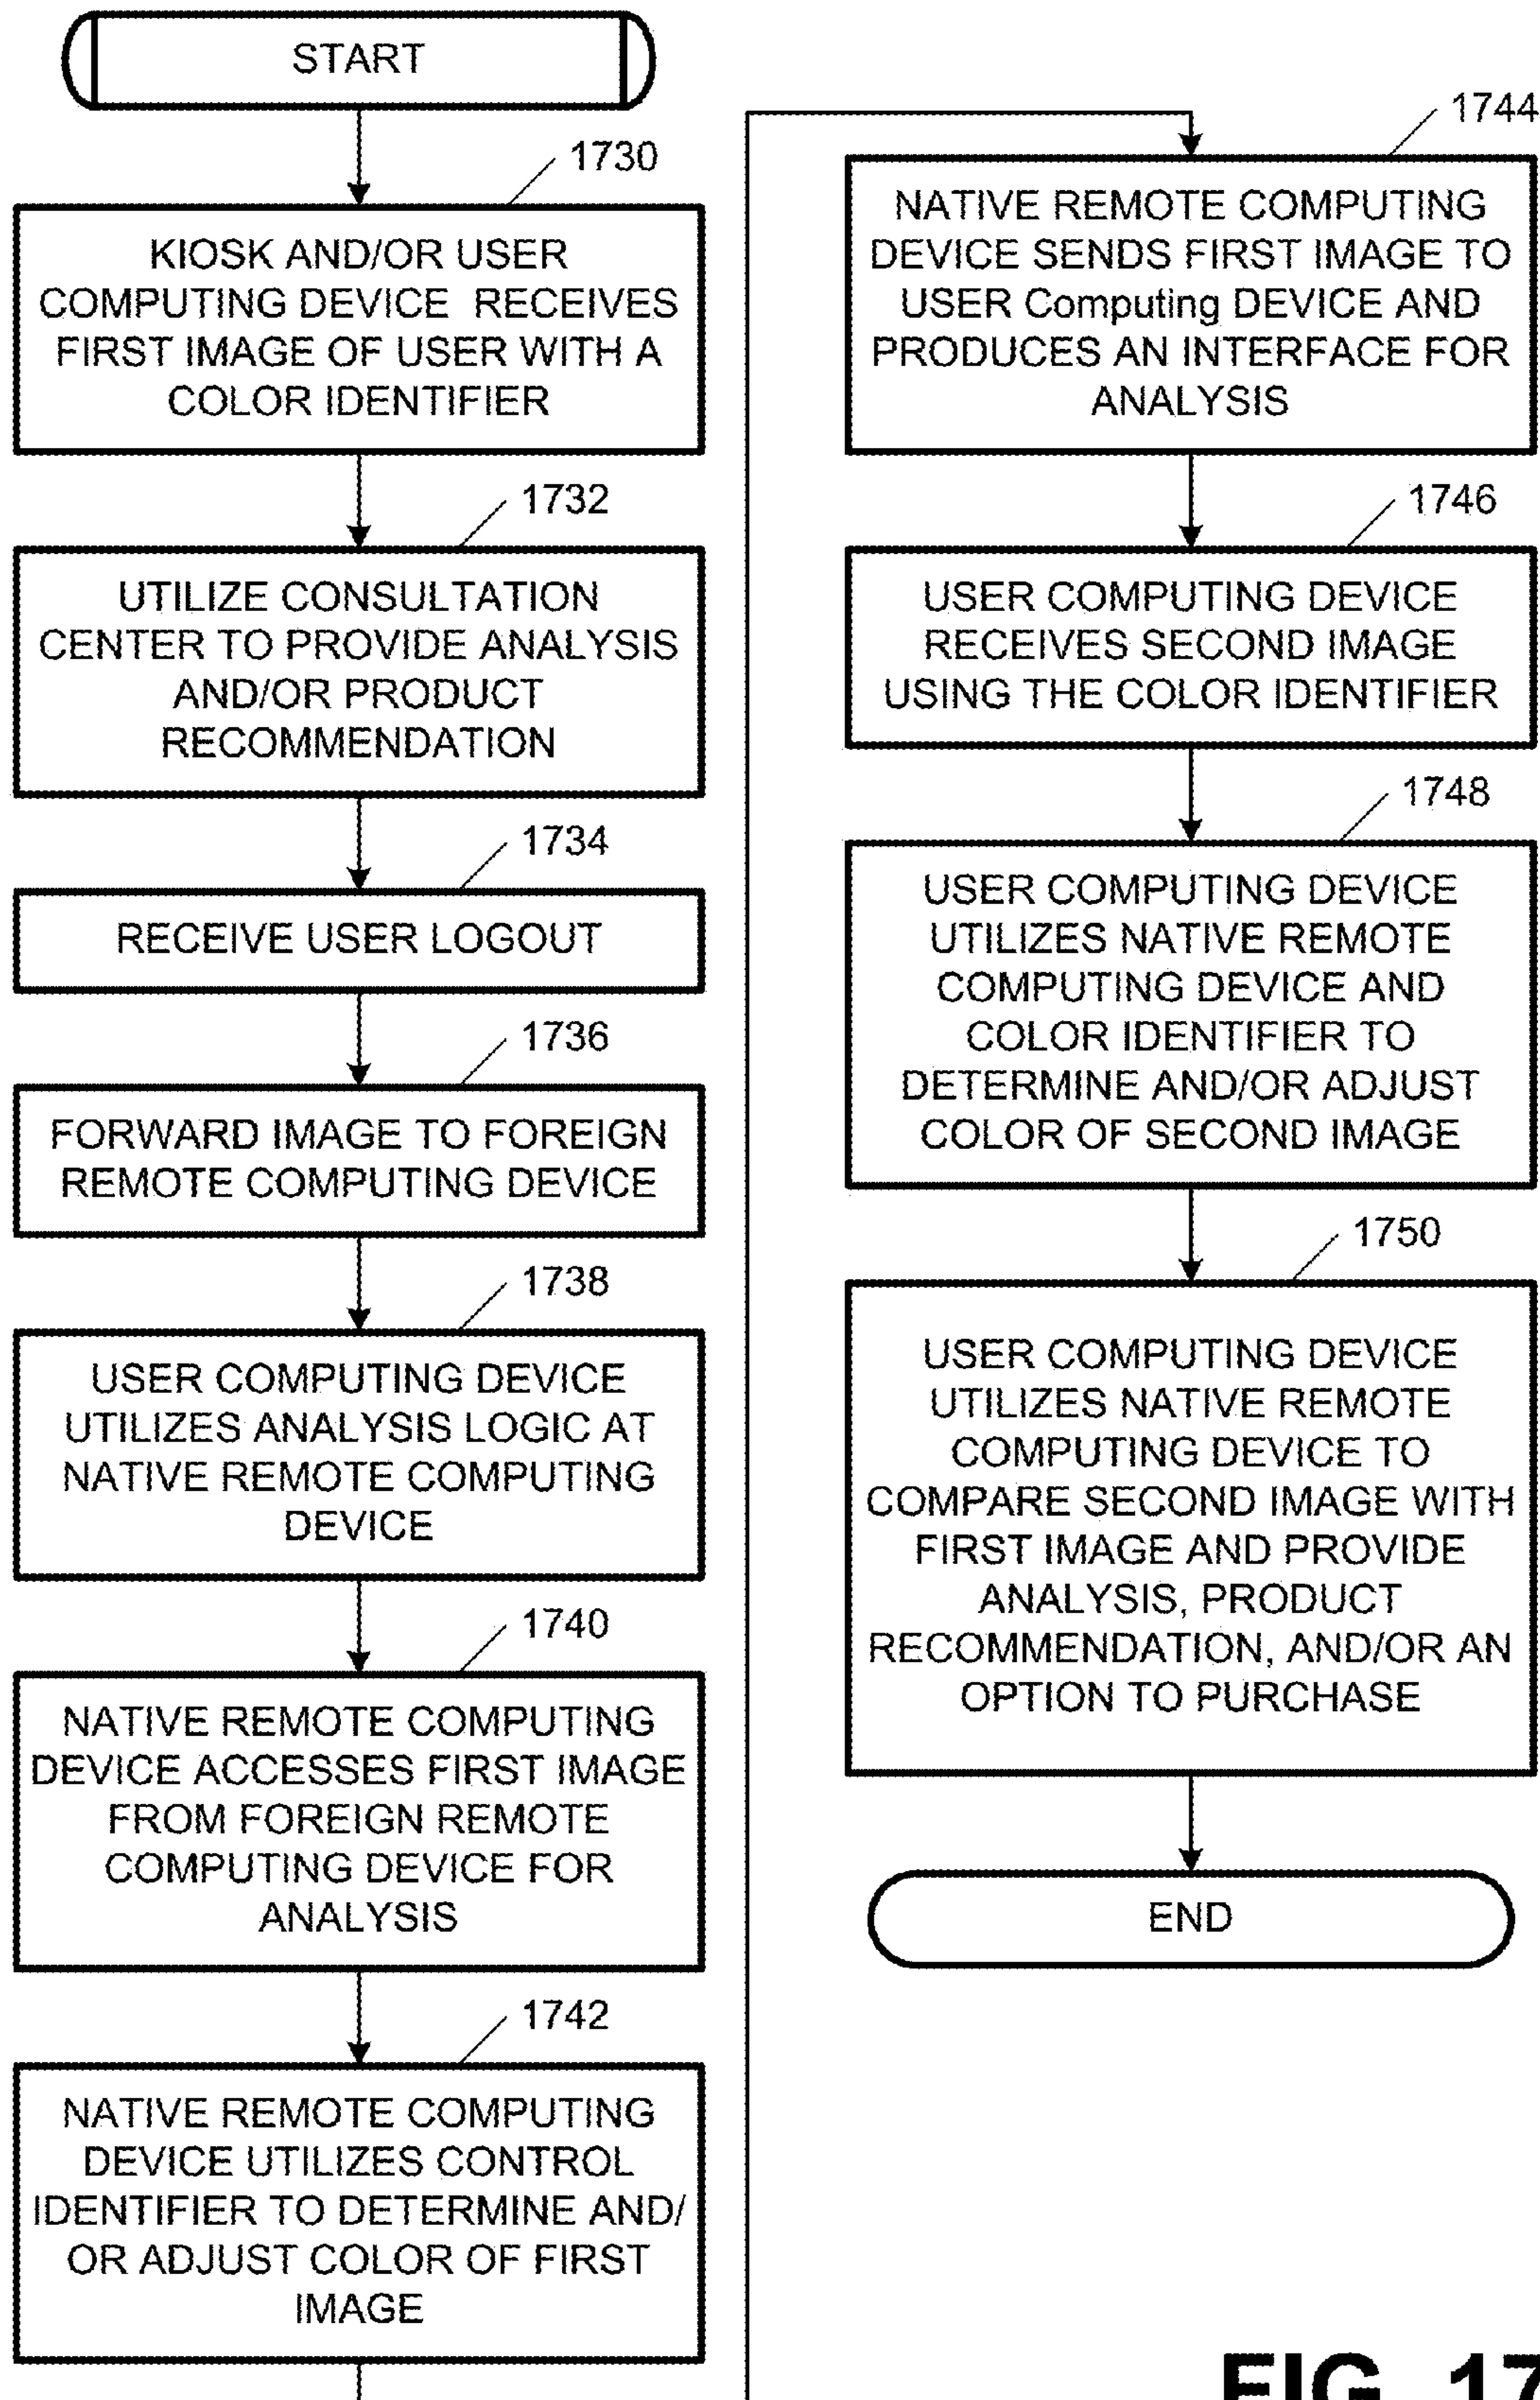 START
1730
KIOSK AND/OR USER
COMPUTING DEVICE RECEIVES
FIRST IMAGE OF USER WITH A
COLOR IDENTIFIER
1732
UTILIZE CONSULTATION
CENTER TO PROVIDE ANALYSIS
AND/OR PRODUCT
RECOMMENDATION
1734
RECEIVE USER LOGOUT
1736
FORWARD IMAGE TO FOREIGN
REMOTE COMPUTING DEVICE
1738
USER COMPUTING DEVICE
UTILIZES ANALYSIS LOGIC AT
NATIVE REMOTE COMPUTING
DEVICE
1740
NATIVE REMOTE COMPUTING
DEVICE ACCESSES FIRST IMAGE
FROM FOREIGN REMOTE
COMPUTING DEVICE FOR
ANALYSIS
1742
NATIVE REMOTE COMPUTING
DEVICE UTILIZES CONTROL
IDENTIFIER TO DETERMINE AND/
OR ADJUST COLOR OF FIRST
IMAGE
1744
NATIVE REMOTE COMPUTING
DEVICE SENDS FIRST IMAGE TO
USER Computing DEVICE AND
PRODUCES AN INTERFACE FOR
ANALYSIS
1746
USER COMPUTING DEVICE
RECEIVES SECOND IMAGE
USING THE COLOR IDENTIFIER
1748
USER COMPUTING DEVICE
UTILIZES NATIVE REMOTE
COMPUTING DEVICE AND
COLOR IDENTIFIER TO
DETERMINE AND/OR ADJUST
COLOR OF SECOND IMAGE
1750
USER COMPUTING DEVICE
UTILIZES NATIVE REMOTE
COMPUTING DEVICE TO
COMPARE SECOND IMAGE WITH
FIRST IMAGE AND PROVIDE
ANALYSIS, PRODUCT
RECOMMENDATION, AND/OR AN
OPTION TO PURCHASE
END
FIG. 17